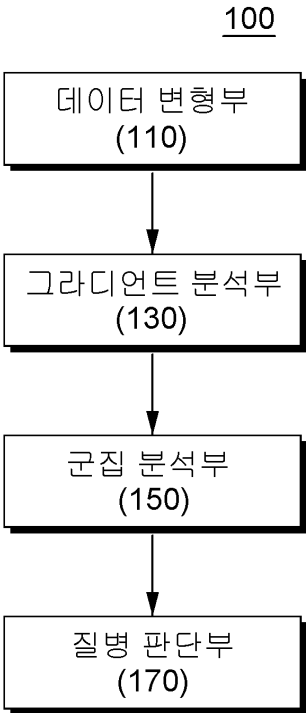 100
데이터 변형부
(110)
그라디언트 분석부
(130)
군집 분석부
(150)
질병 판단부
(170)